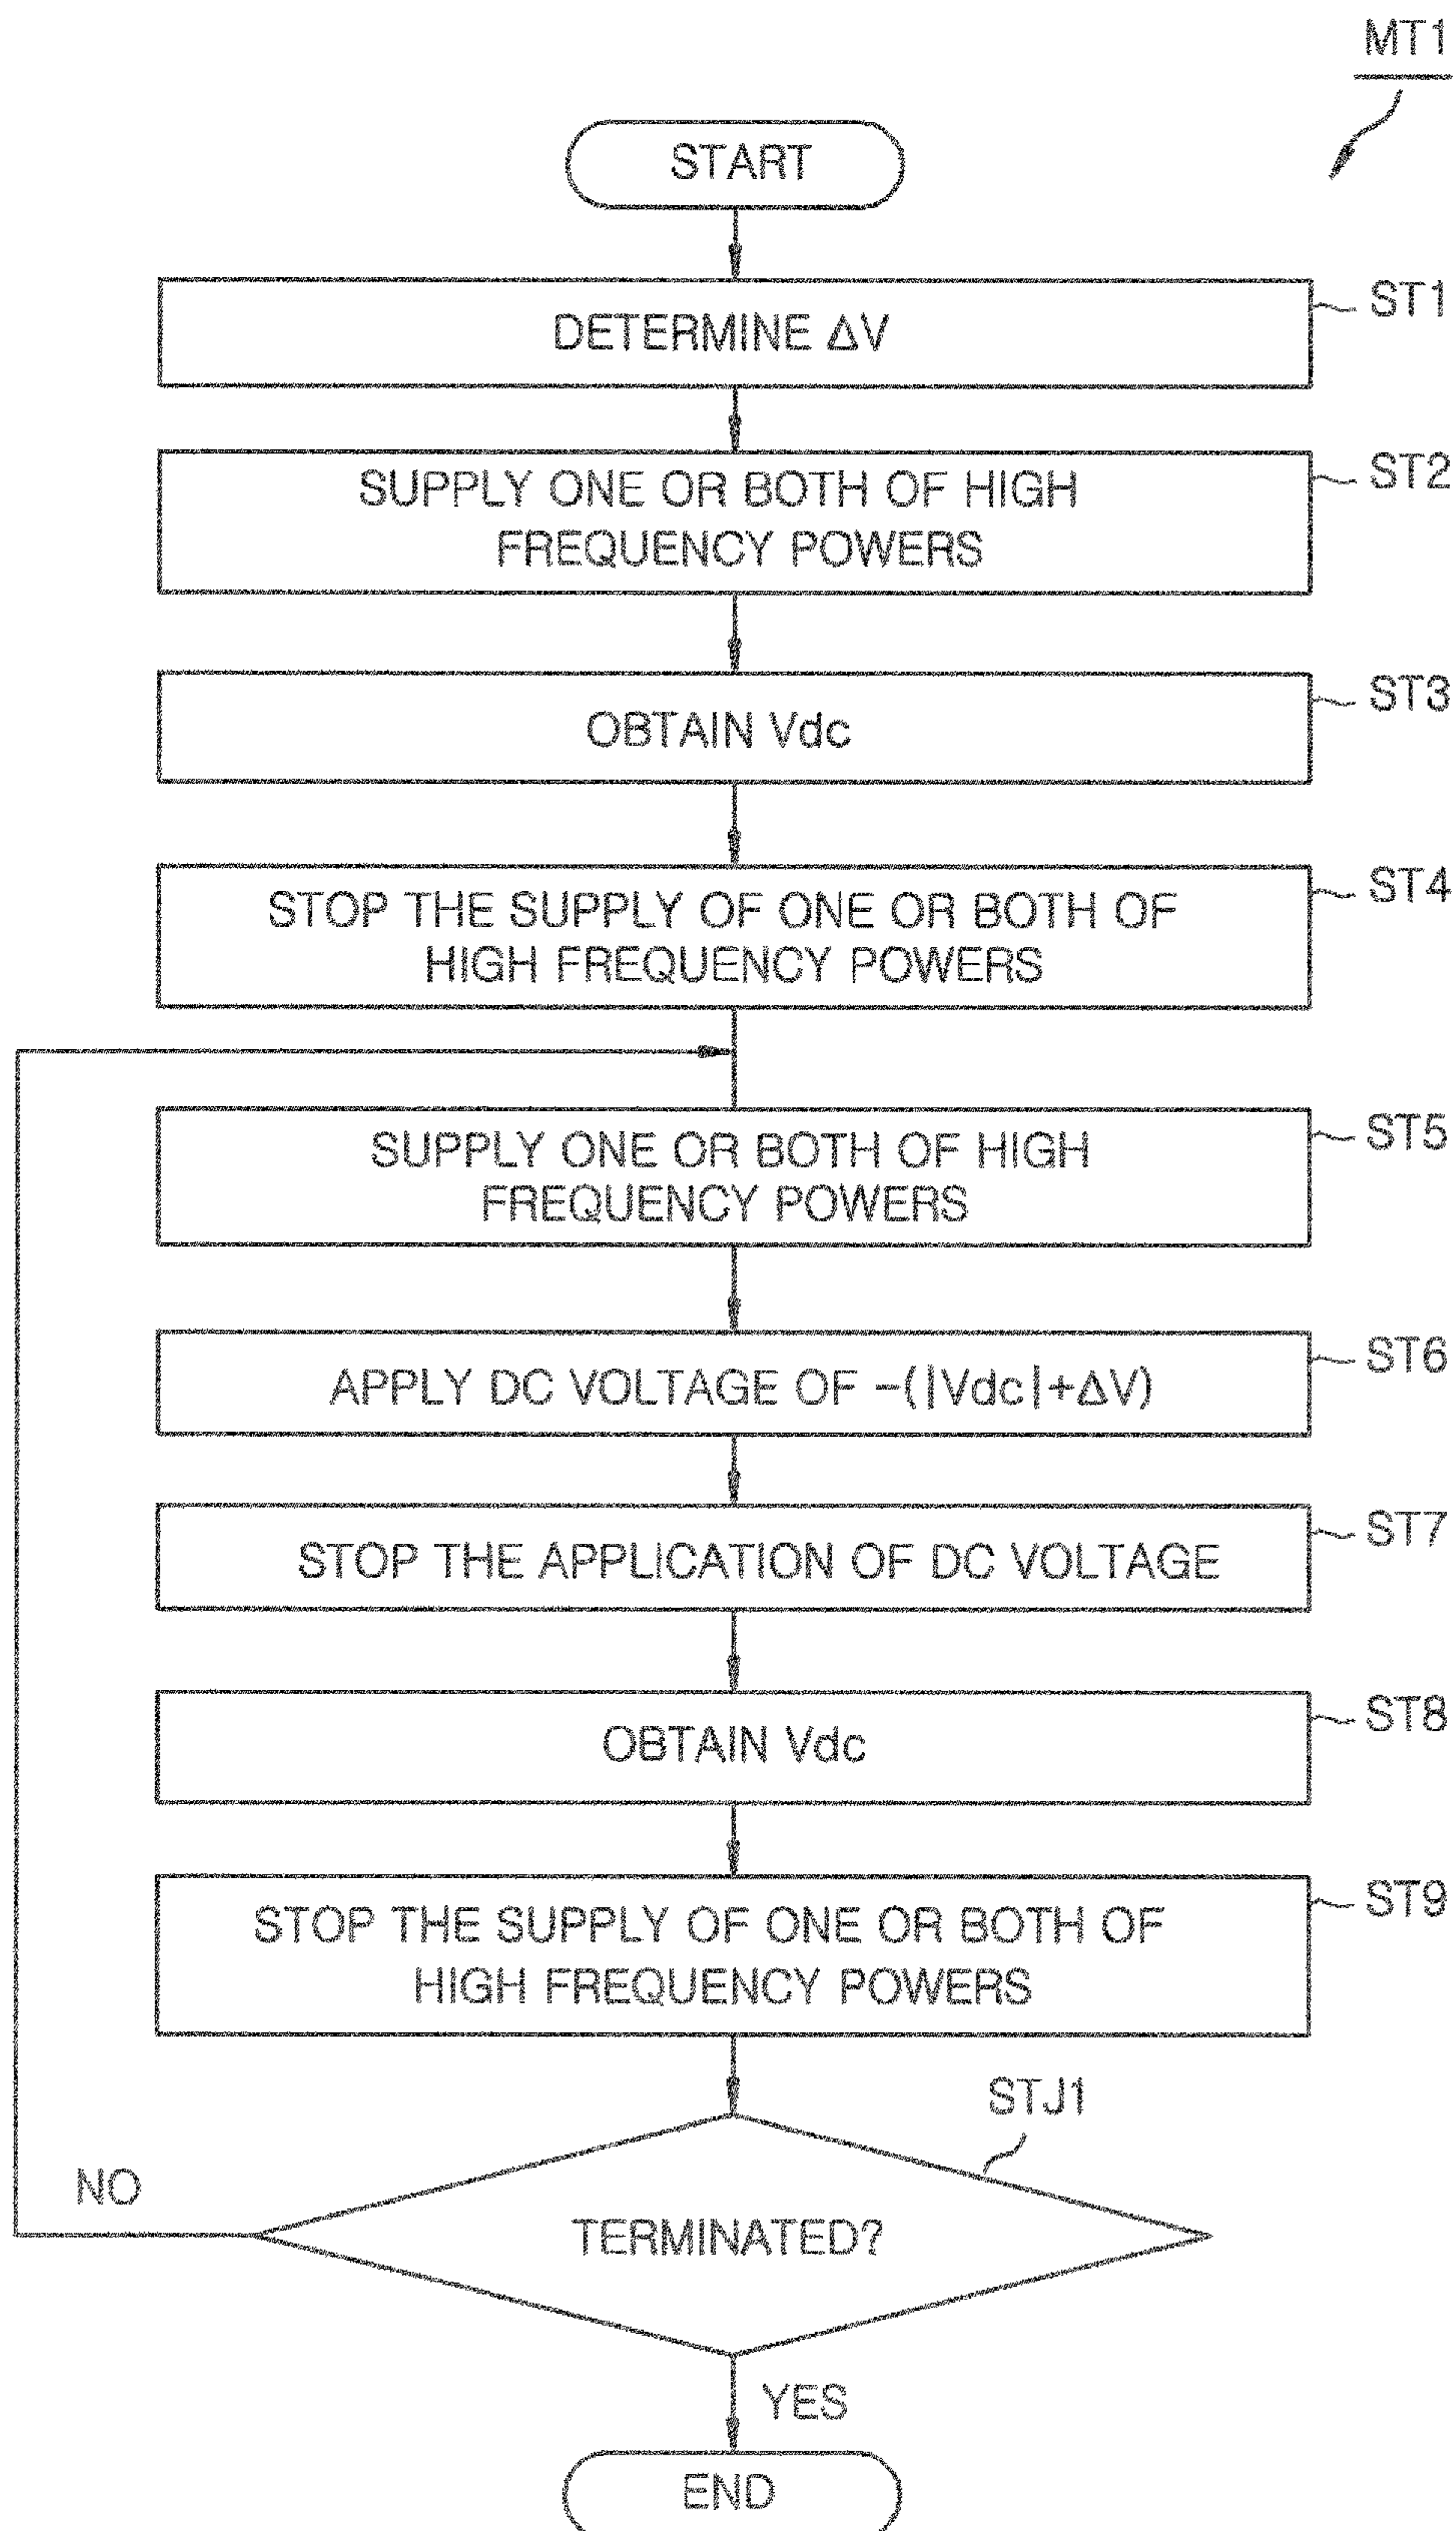 MT1
START
DETERMINE ΔV
ST1
SUPPLY ONE OR BOTH OF HIGH
FREQUENCY POWERS
ST2
OBTAIN Vdc
ST3
STOP THE SUPPLY OF ONE OR BOTH OF
HIGH FREQUENCY POWERS
ST4
SUPPLY ONE OR BOTH OF HIGH
FREQUENCY POWERS
ST5
APPLY DC VOLTAGE OF -(|Vdc|+ΔV)
ST6
STOP THE APPLICATION OF DC VOLTAGE
ST7
OBTAIN Vdc
ST8
STOP THE SUPPLY OF ONE OR BOTH OF
HIGH FREQUENCY POWERS
ST9
STJ1
NO
TERMINATED?
YES
END